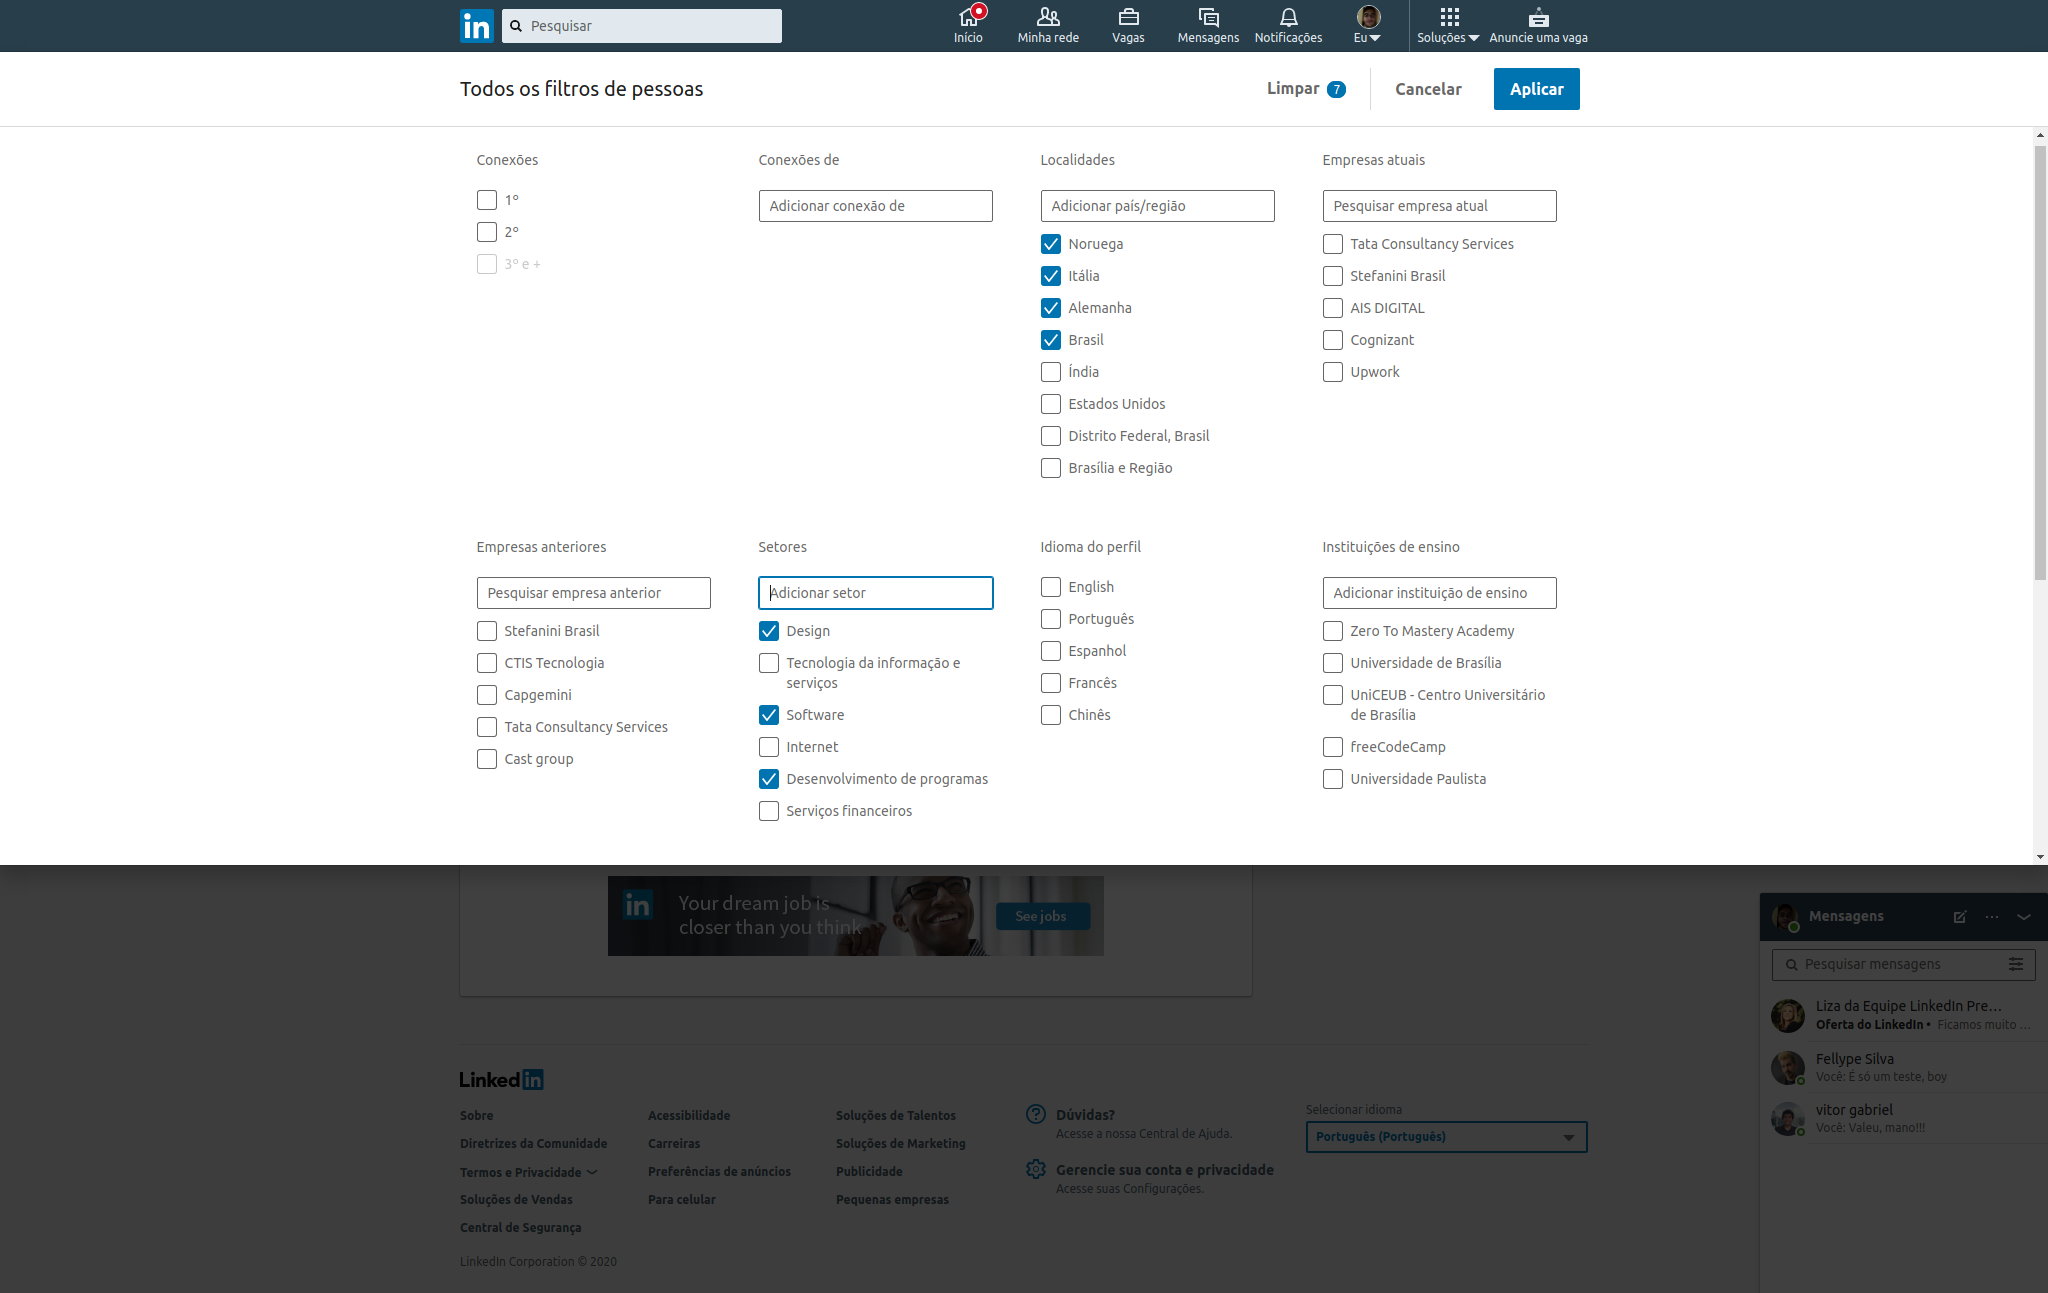 in
Pesquisar
Início
Minha rede
Vagas
Mensagens
Notificações
Eu
Soluções
Anuncie uma vaga
Todos os filtros de pessoas
Limpar 7
Cancelar
Aplicar
Conexões
1º
2º
3º e +
Conexões de
Adicionar conexão de
Localidades
Adicionar país/região
Noruega
Itália
Alemanha
Brasil
Índia
Estados Unidos
Distrito Federal, Brasil
Brasília e Região
Empresas atuais
Pesquisar empresa atual
Tata Consultancy Services
Stefanini Brasil
AIS DIGITAL
Cognizant
Upwork
Empresas anteriores
Pesquisar empresa anterior
Stefanini Brasil
CTIS Tecnologia
Capgemini
Tata Consultancy Services
Cast group
Setores
Adicionar setor
Design
Tecnologia da informação e
serviços
Software
Internet
Desenvolvimento de programas
Serviços financeiros
Idioma do perfil
English
Português
Espanhol
Francês
Chinês
Instituições de ensino
Adicionar instituição de ensino
Zero To Mastery Academy
Universidade de Brasília
UniCEUB - Centro Universitário
de Brasília
freeCodeCamp
Universidade Paulista
in
Your dream job is
closer than you think
See jobs
Mensagens
Pesquisar mensagens
Liza da Equipe LinkedIn Pre...
Oferta do LinkedIn • Ficamos muito ...
Fellype Silva
Você: É só um teste, boy
vitor gabriel
Você: Valeu, mano!!!
Linked in
Sobre
Diretrizes da Comunidade
Termos e Privacidade
Soluções de Vendas
Central de Segurança
Acessibilidade
Carreiras
Preferências de anúncios
Para celular
Soluções de Talentos
Soluções de Marketing
Publicidade
Pequenas empresas
Dúvidas?
Acesse a nossa Central de Ajuda.
Gerencie sua conta e privacidade
Acesse suas Configurações.
Selecionar idioma
Português (Português)
LinkedIn Corporation © 2020